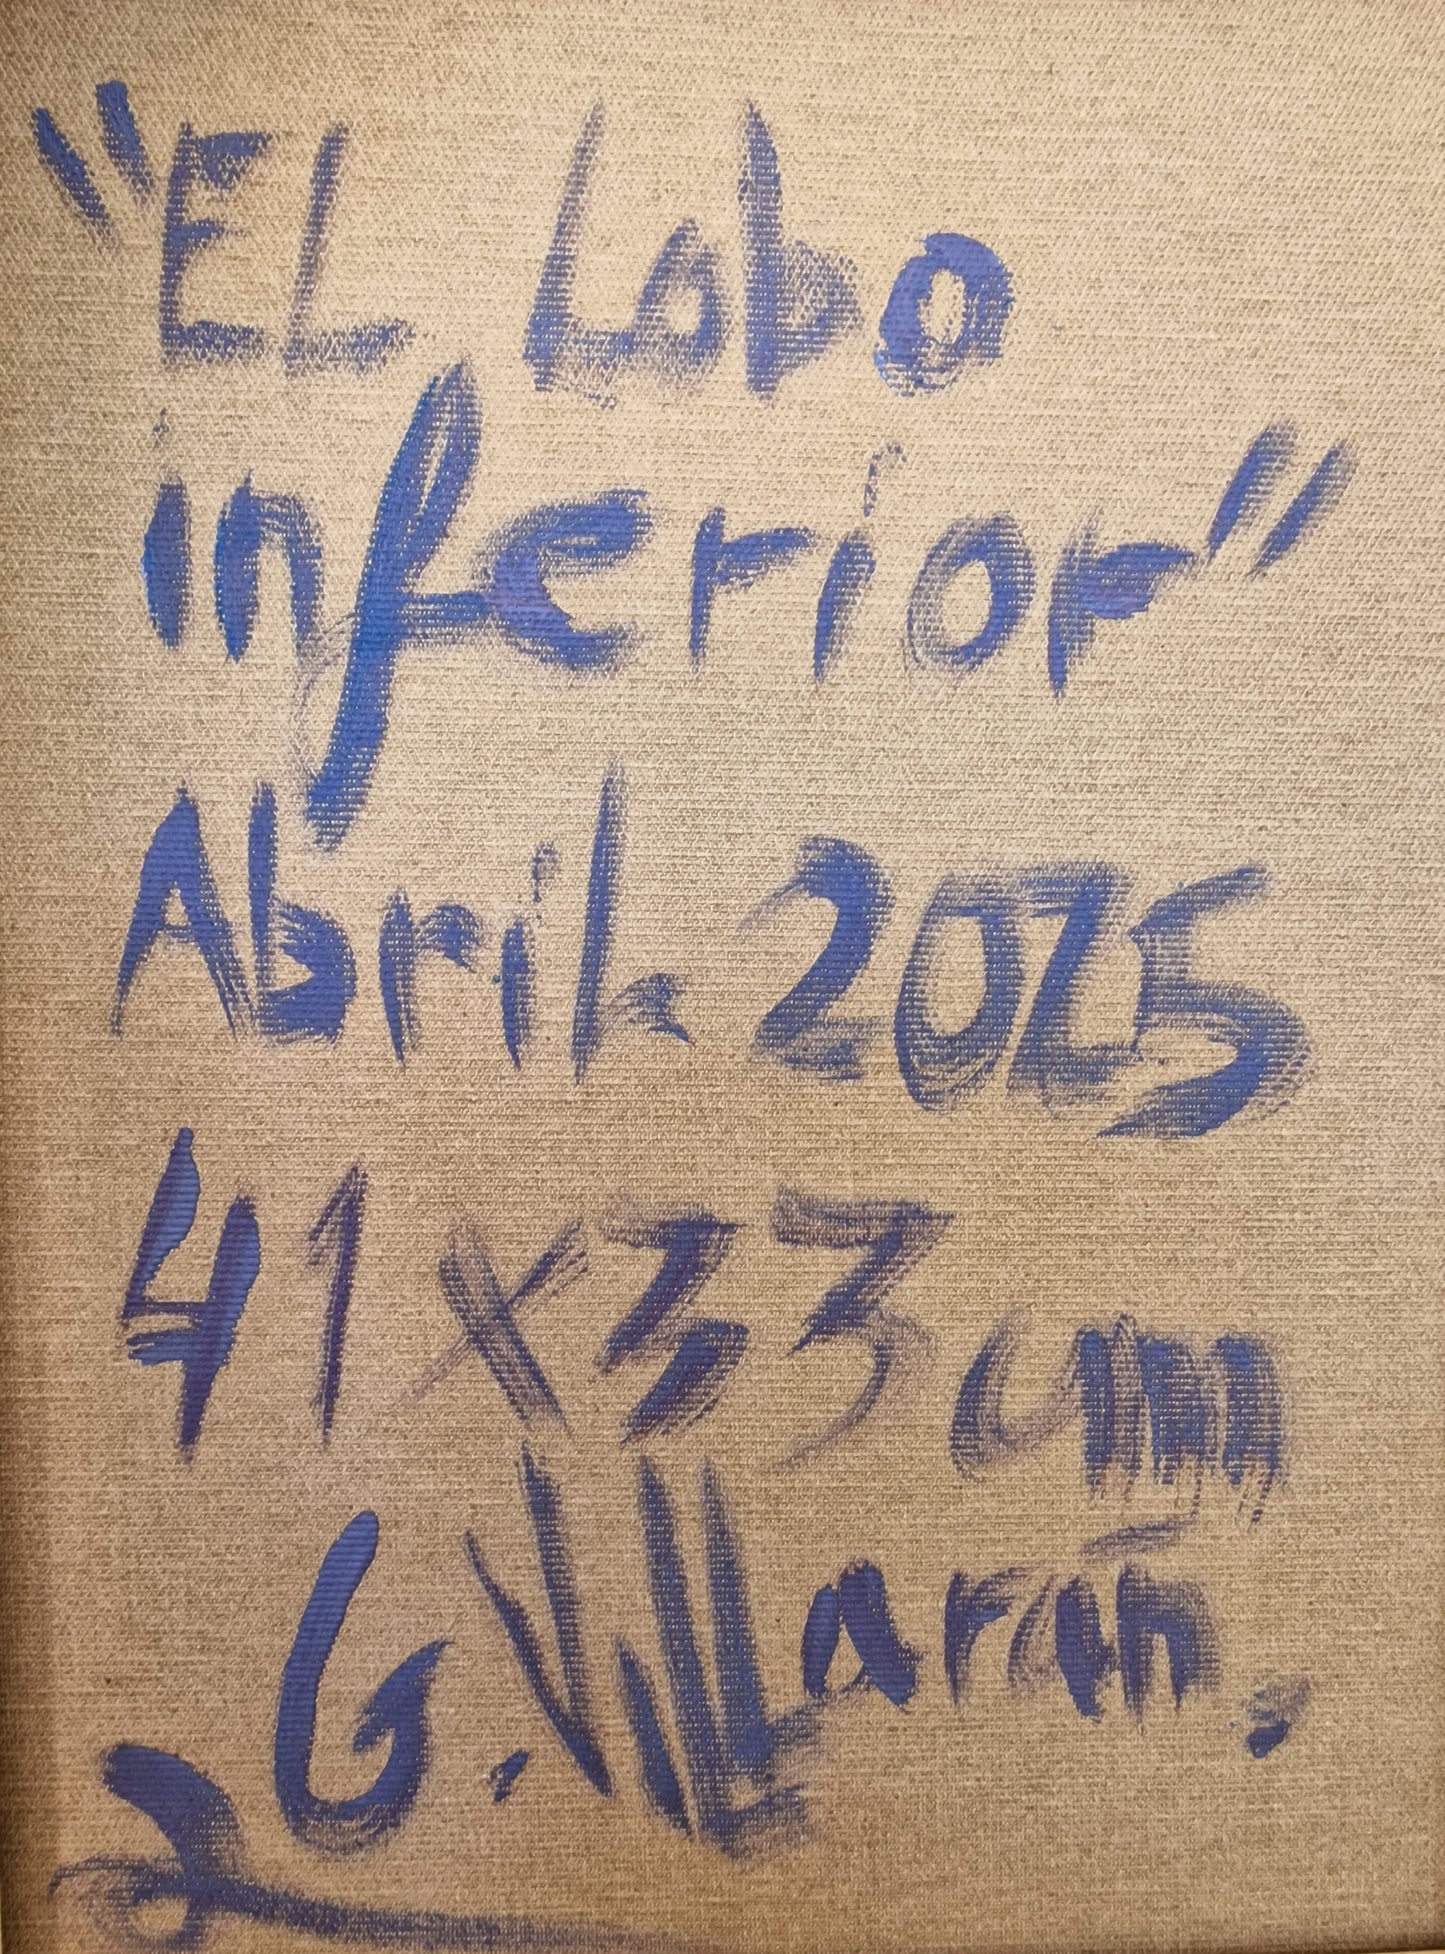 "EL Lobo
inferior"
Abril 2025
41 x 33 cm
G. VILLarán.